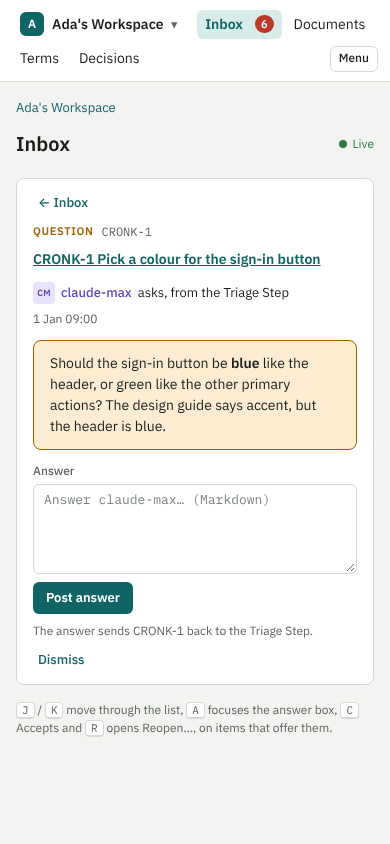 A Ada's Workspace ▾ Inbox 6 Documents
Terms Decisions Menu
Ada's Workspace
Inbox Live
← Inbox
QUESTION CRONK-1
CRONK-1 Pick a colour for the sign-in button
CM claude-max asks, from the Triage Step
1 Jan 09:00
Should the sign-in button be blue like the
header, or green like the other primary
actions? The design guide says accent, but
the header is blue.
Answer
Answer claude-max… (Markdown)
Post answer
The answer sends CRONK-1 back to the Triage Step.
Dismiss
J / K move through the list, A focuses the answer box, C
Accepts and R opens Reopen…, on items that offer them.